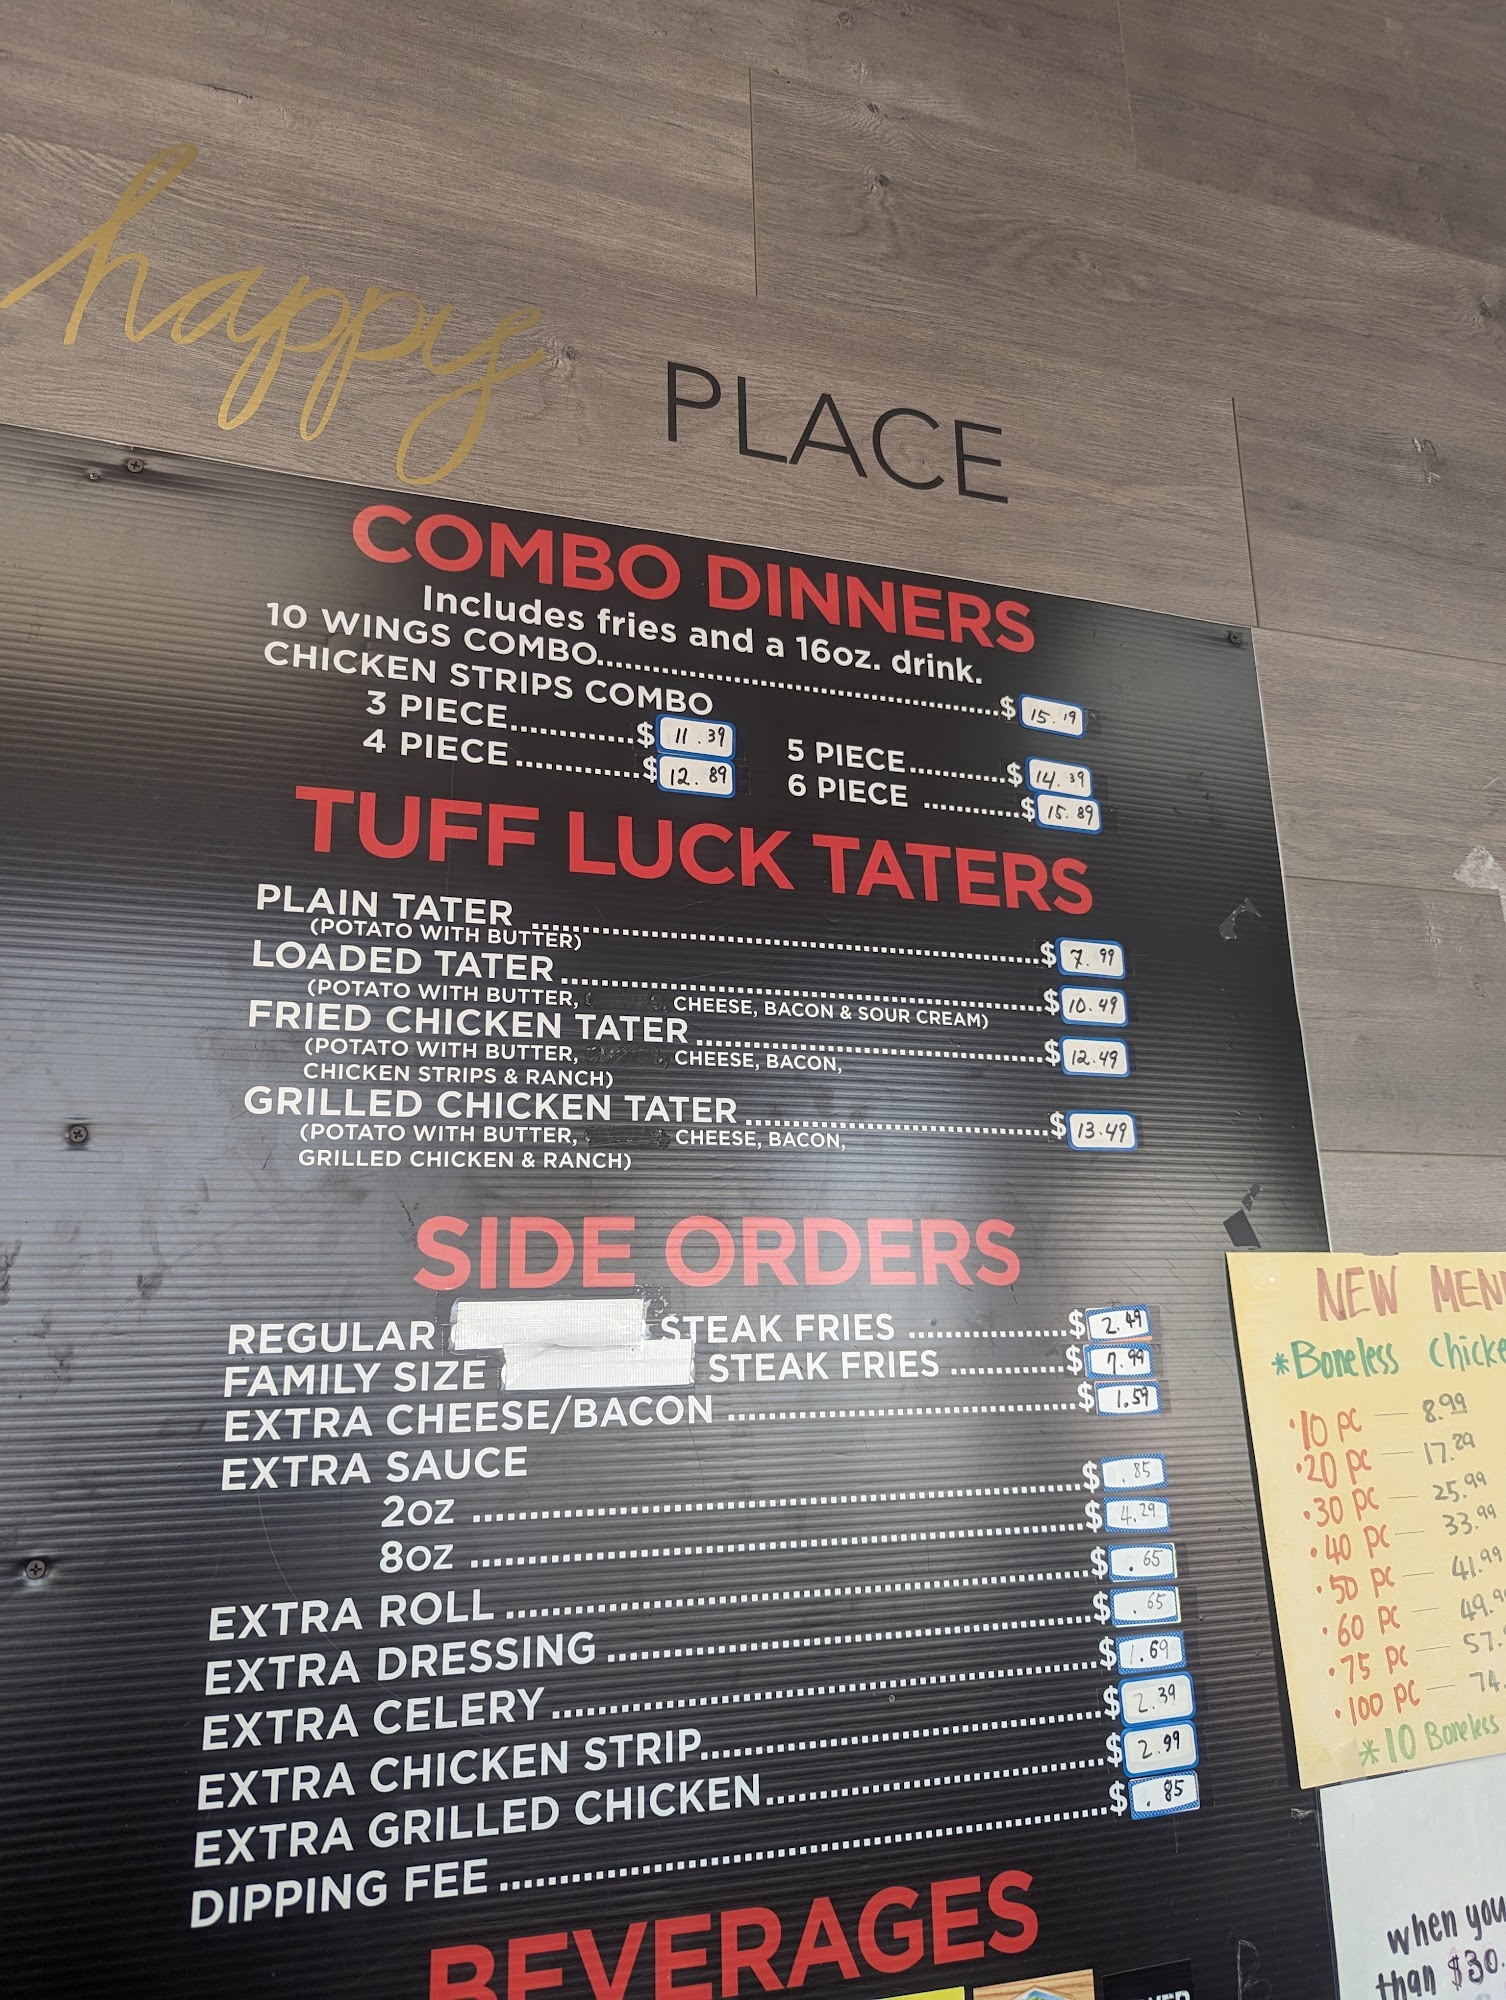 happy PLACE
COMBO DINNERS
Includes fries and a 16oz. drink.
10 WINGS COMBO..............................$ 15.19
CHICKEN STRIPS COMBO
3 PIECE.............$ 11.39 5 PIECE............$ 14.39
4 PIECE.............$ 12.89 6 PIECE ...........$ 15.89
TUFF LUCK TATERS
PLAIN TATER ..............................$ 7.99
(POTATO WITH BUTTER)
LOADED TATER..............................$ 10.49
(POTATO WITH BUTTER, CHEESE, BACON & SOUR CREAM)
FRIED CHICKEN TATER..............................$ 12.49
(POTATO WITH BUTTER, CHEESE, BACON,
CHICKEN STRIPS & RANCH)
GRILLED CHICKEN TATER..............................$ 13.49
(POTATO WITH BUTTER, CHEESE, BACON,
GRILLED CHICKEN & RANCH)
SIDE ORDERS
REGULAR STEAK FRIES ...............$ 2.49
FAMILY SIZE STEAK FRIES ...........$ 7.99
EXTRA CHEESE/BACON ..............................$ 1.59
EXTRA SAUCE
2oz ..............................$ .85
8oz ..............................$ 4.29
EXTRA ROLL ..............................$ .65
EXTRA DRESSING ..............................$ .65
EXTRA CELERY..............................$ 1.69
EXTRA CHICKEN STRIP..............................$ 2.39
EXTRA GRILLED CHICKEN..............................$ 2.99
DIPPING FEE ..............................$ .85
BEVERAGES
NEW MEN
*Boneless Chicke
•10 pc — 8.99
•20 pc — 17.29
•30 pc — 25.99
•40 pc — 33.99
•50 pc — 41.99
•60 pc — 49.9
•75 pc — 57.
•100 pc — 74.
*10 Boneless
when you
than $30.